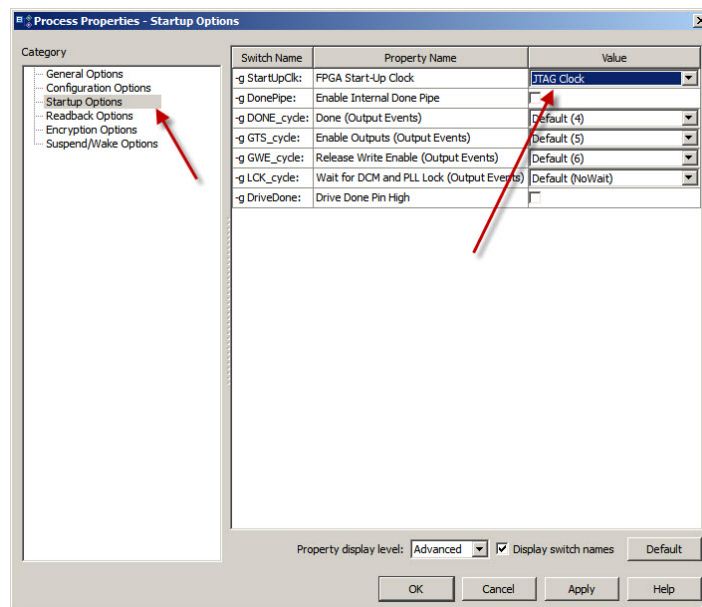 Process Properties - Startup Options
Category
General Options
Configuration Options
Startup Options
Readback Options
Encryption Options
Suspend/Wake Options
Switch Name Property Name Value
-g StartUpClk: FPGA Start-Up Clock JTAG Clock
-g DonePipe: Enable Internal Done Pipe
-g DONE_cycle: Done (Output Events) Default (4)
-g GTS_cycle: Enable Outputs (Output Events) Default (5)
-g GWE_cycle: Release Write Enable (Output Events) Default (6)
-g LCK_cycle: Wait for DCM and PLL Lock (Output Events) Default (NoWait)
-g DriveDone: Drive Done Pin High
Property display level: Advanced Display switch names Default
OK Cancel Apply Help